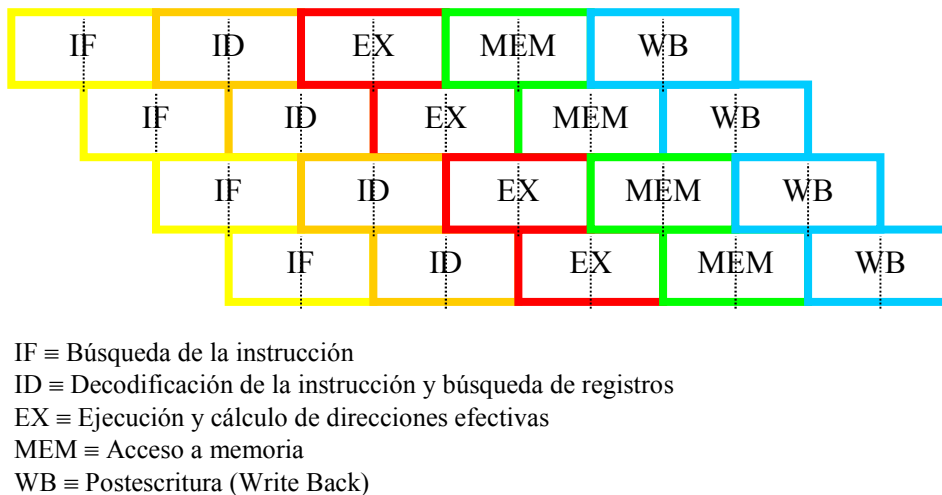 IF ID EX MEM WB
IF ID EX MEM WB
IF ID EX MEM WB
IF ID EX MEM WB
IF ≡ Búsqueda de la instrucción
ID ≡ Decodificación de la instrucción y búsqueda de registros
EX ≡ Ejecución y cálculo de direcciones efectivas
MEM ≡ Acceso a memoria
WB ≡ Postescritura (Write Back)